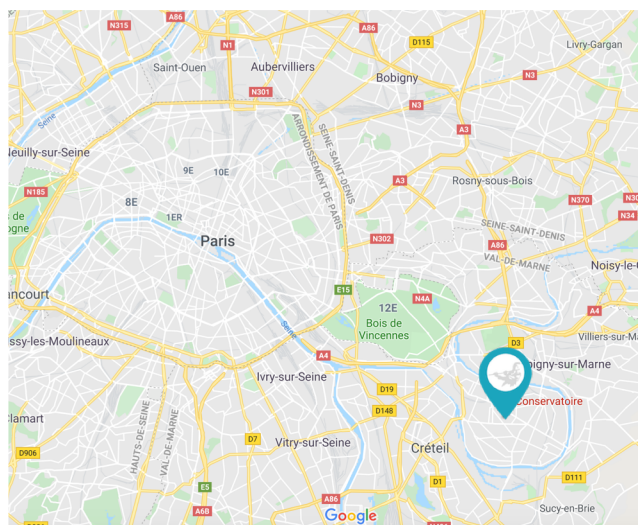 A86
N315
A86
N1
D115
Livry-Gargan
Saint-Ouen
Aubervilliers
Bobigny
N3
N301
N3
Seine
A3
ARRONDISSEMENT DE PARIS
SEINE-SAINT-DENIS
Neuilly-sur-Seine
9E
10E
A3
Rosny-sous-Bois
N185
8E
1ER
N370
N34
SEINE-SAINT-DENIS
Paris
N302
A86
VAL-DE-MARNE
Noisy-le-G
E15
12E
N4A
ancourt
Bois de
Vincennes
A4
Seine
ssy-les-Moulineaux
D3
Villiers-sur-Ma
A4
igny-sur-Marne
Ivry-sur-Seine
D19
Conservatoire
Clamart
HAUTS-DE-SEINE
VAL-DE-MARNE
D148
D906
D7
Vitry-sur-Seine
Créteil
E5
D1
D111
A86
A6B
Google
Sucy-en-Brie